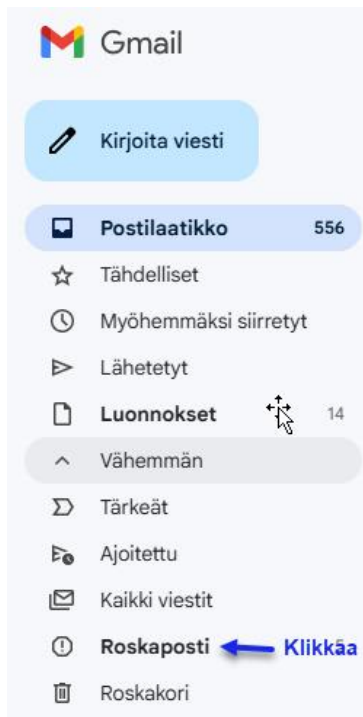 Gmail
Kirjoita viesti
Postilaatikko 556
Tähdelliset
Myöhemmäksi siirretyt
Lähetetyt
Luonnokset 14
Vähemmän
Tärkeät
Ajoitettu
Kaikki viestit
Roskaposti Klikkaa
Roskakori